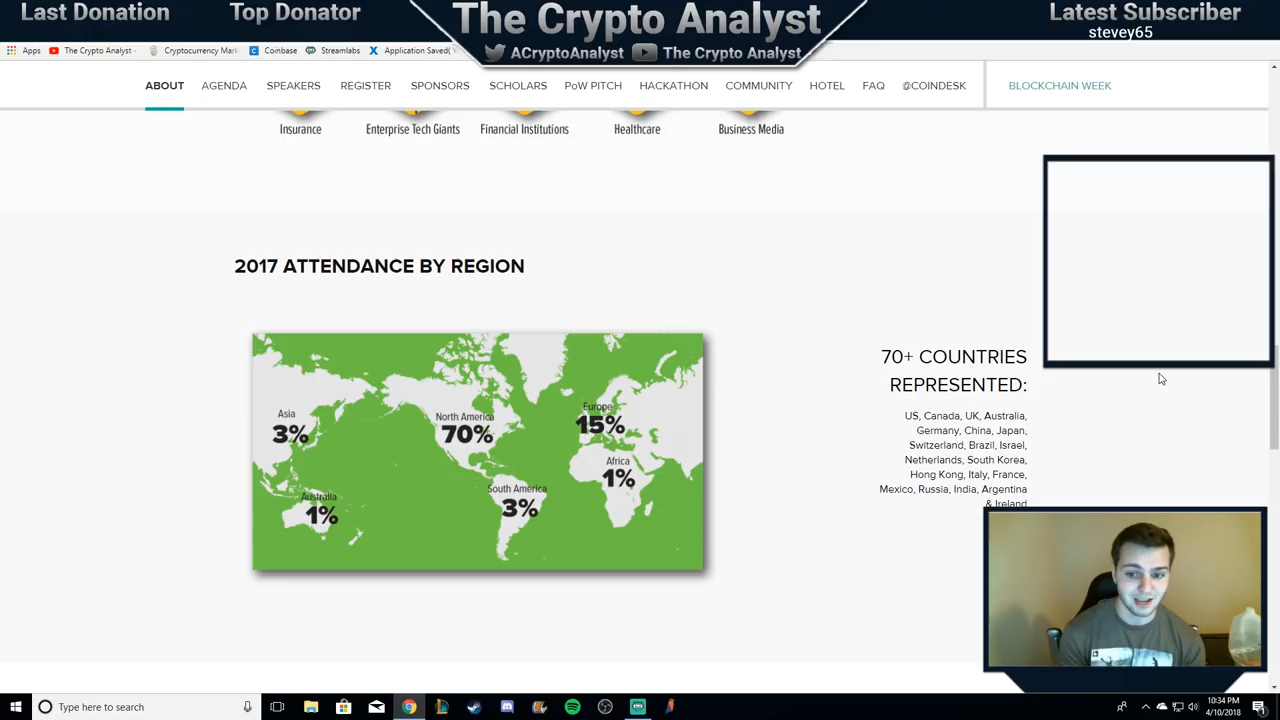 Last Donation
Top Donator
The Crypto Analyst
Latest Subscriber
stevey65
ACryptoAnalyst The Crypto Analyst
Apps The Crypto Analyst - Cryptocurrency Mark Coinbase Streamlabs Application Saved
ABOUT AGENDA SPEAKERS REGISTER SPONSORS SCHOLARS PoW PITCH HACKATHON COMMUNITY HOTEL FAQ @COINDESK BLOCKCHAIN WEEK
Insurance Enterprise Tech Giants Financial Institutions Healthcare Business Media
2017 ATTENDANCE BY REGION
Asia
3%
North America
70%
Europe
15%
Africa
1%
South America
3%
Australia
1%
70+ COUNTRIES
REPRESENTED:
US, Canada, UK, Australia,
Germany, China, Japan,
Switzerland, Brazil, Israel,
Netherlands, South Korea,
Hong Kong, Italy, France,
Mexico, Russia, India, Argentina
& Ireland
Type here to search
10:34 PM
4/10/2018